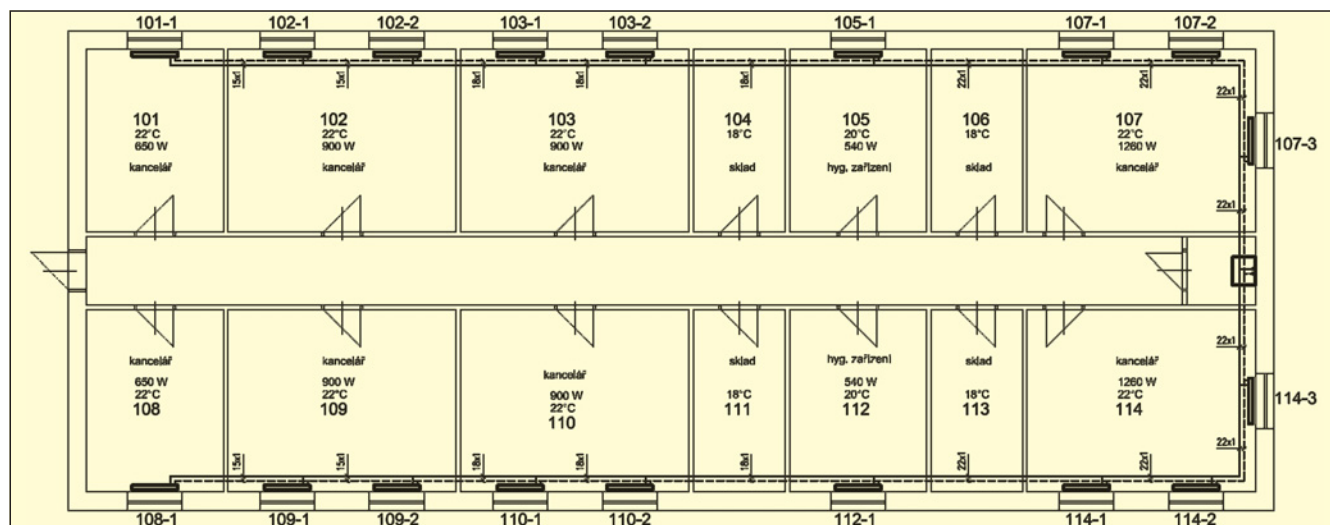 101-1 102-1 102-2 103-1 103-2 105-1 107-1 107-2
15x1 15x1 18x1 18x1 18x1 22x1 22x1
22x1
101 102 103 104 105 106 107
22°C 22°C 22°C 18°C 20°C 18°C 22°C
650 W 900 W 900 W 540 W 1260 W
107-3
kancelář kancelář kancelář sklad hyg. zařízení sklad kancelář
22x1
22x1
kancelář kancelář kancelář sklad hyg. zařízení sklad kancelář
650 W 900 W 900 W 540 W 1260 W
22°C 22°C 22°C 18°C 20°C 18°C 22°C
108 109 110 111 112 113 114
114-3
22x1
15x1 15x1 18x1 18x1 18x1 22x1 22x1
108-1 109-1 109-2 110-1 110-2 112-1 114-1 114-2